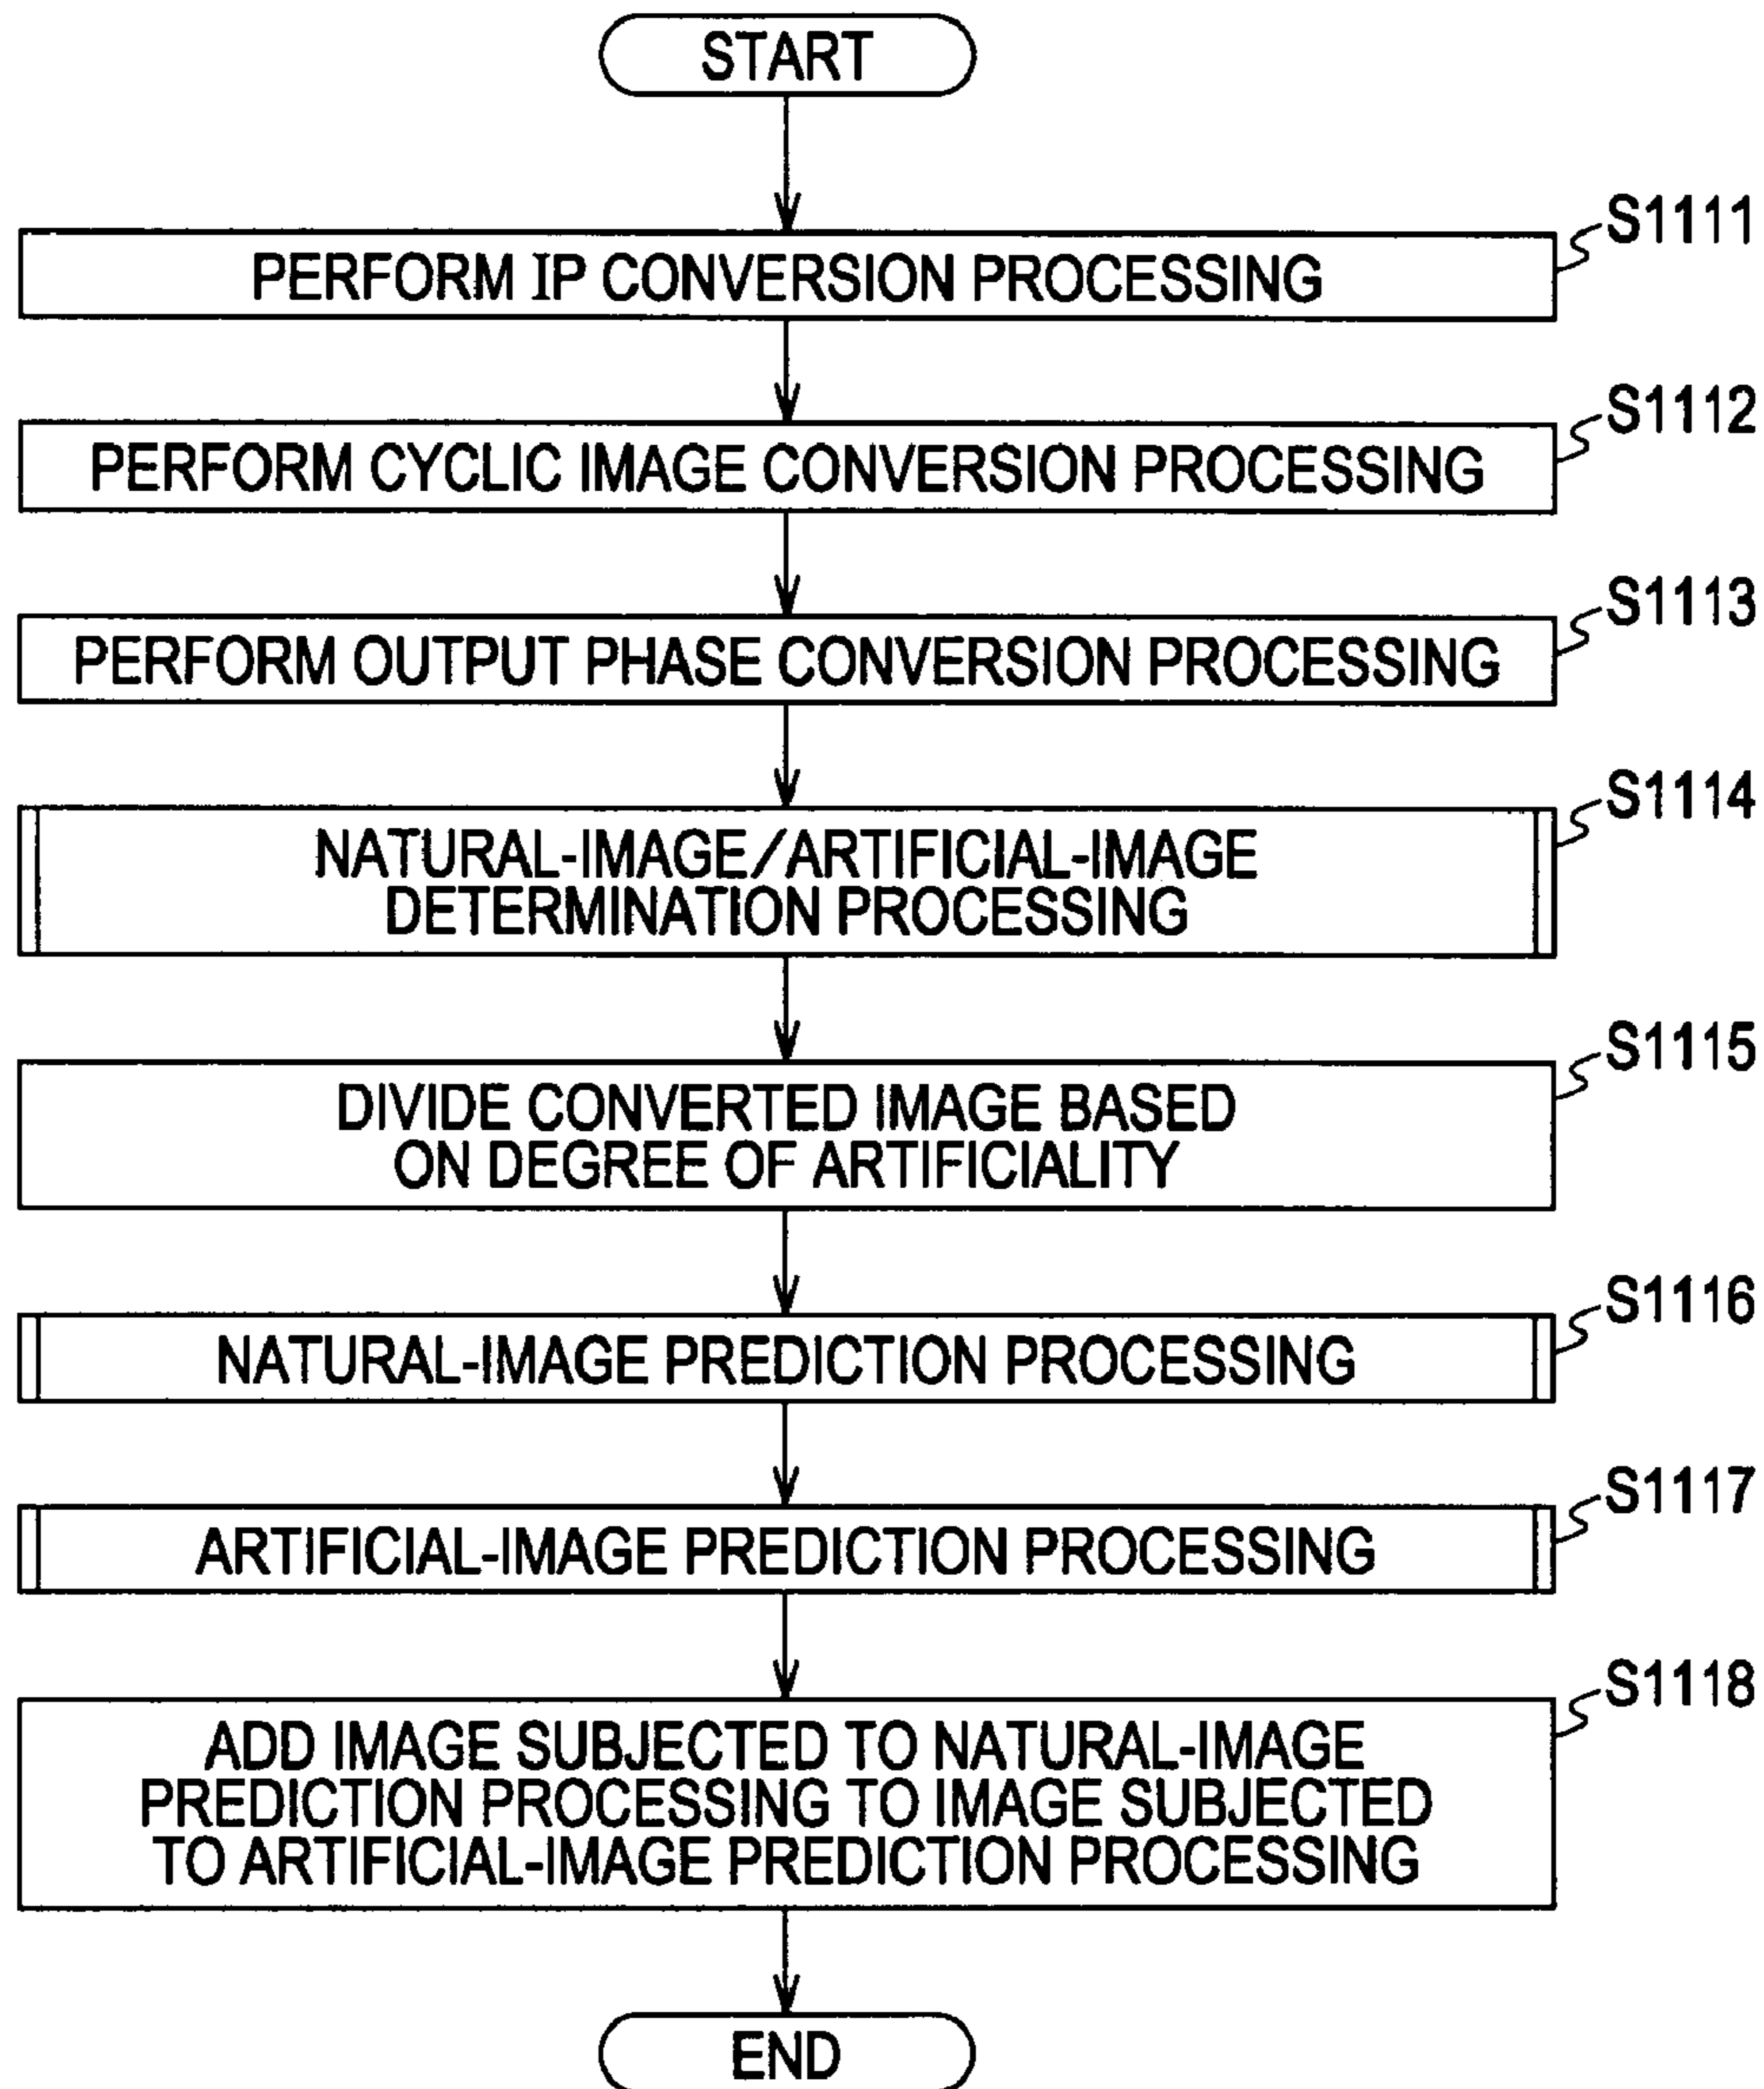 START
S1111
PERFORM IP CONVERSION PROCESSING
S1112
PERFORM CYCLIC IMAGE CONVERSION PROCESSING
S1113
PERFORM OUTPUT PHASE CONVERSION PROCESSING
S1114
NATURAL-IMAGE/ARTIFICIAL-IMAGE
DETERMINATION PROCESSING
S1115
DIVIDE CONVERTED IMAGE BASED
ON DEGREE OF ARTIFICIALITY
S1116
NATURAL-IMAGE PREDICTION PROCESSING
S1117
ARTIFICIAL-IMAGE PREDICTION PROCESSING
S1118
ADD IMAGE SUBJECTED TO NATURAL-IMAGE
PREDICTION PROCESSING TO IMAGE SUBJECTED
TO ARTIFICIAL-IMAGE PREDICTION PROCESSING
END